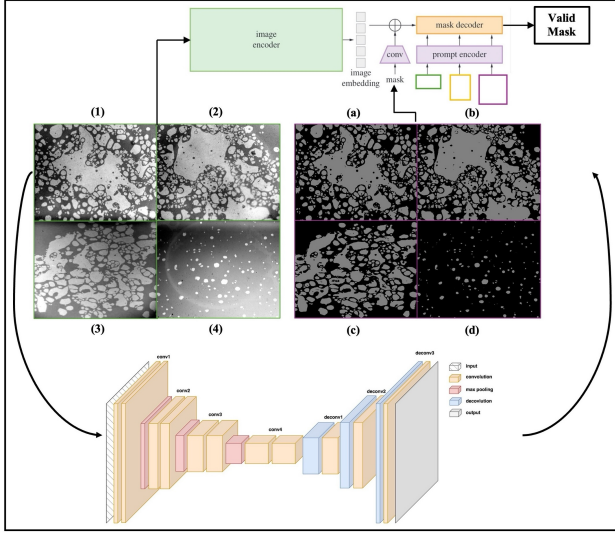 image
encoder
image
embedding
conv
mask
mask decoder
prompt encoder
Valid
Mask
(1)
(2)
(a)
(b)
(3)
(4)
(c)
(d)
conv1
conv2
conv3
conv4
deconv1
deconv2
deconv3
input
convolution
max pooling
decovlution
output